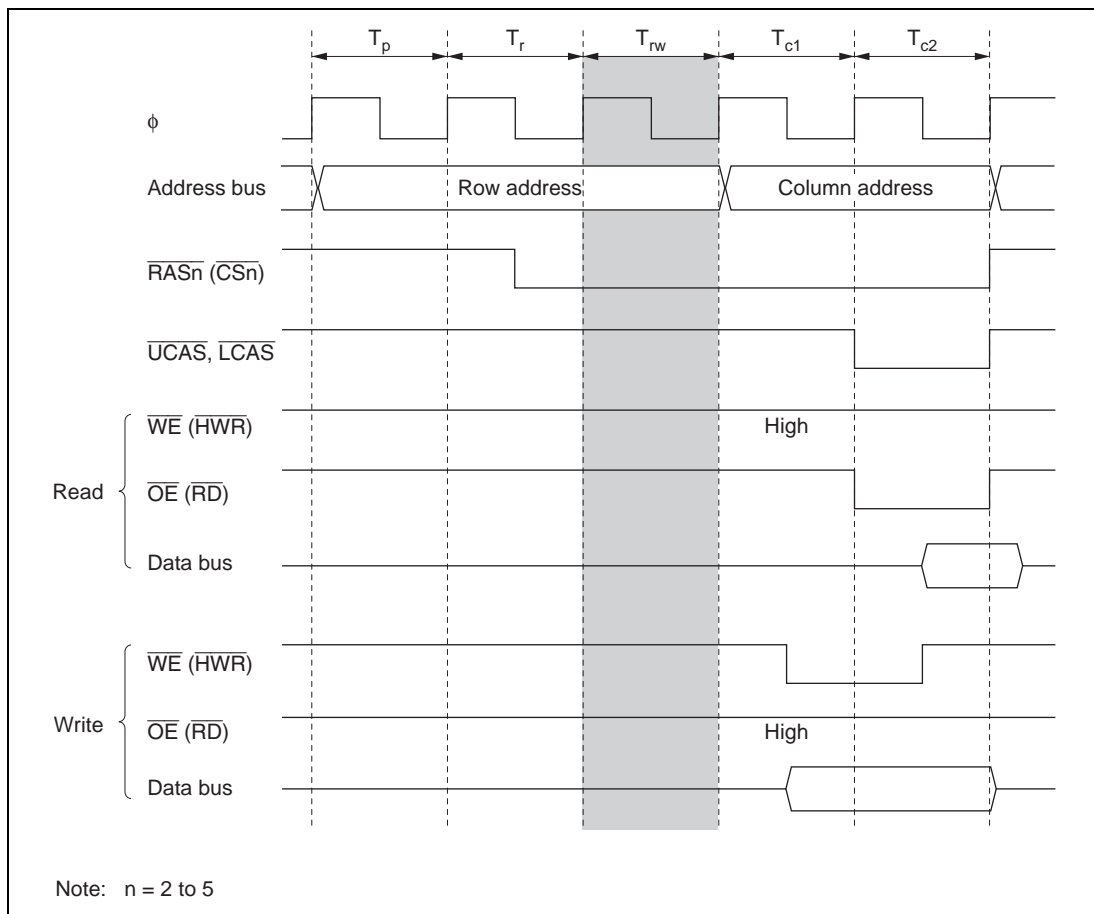 Tp Tr Trw Tc1 Tc2
φ
Address bus Row address Column address
RASn (CSn)
UCAS, LCAS
WE (HWR) High
Read OE (RD)
Data bus
WE (HWR)
Write OE (RD) High
Data bus
Note: n = 2 to 5